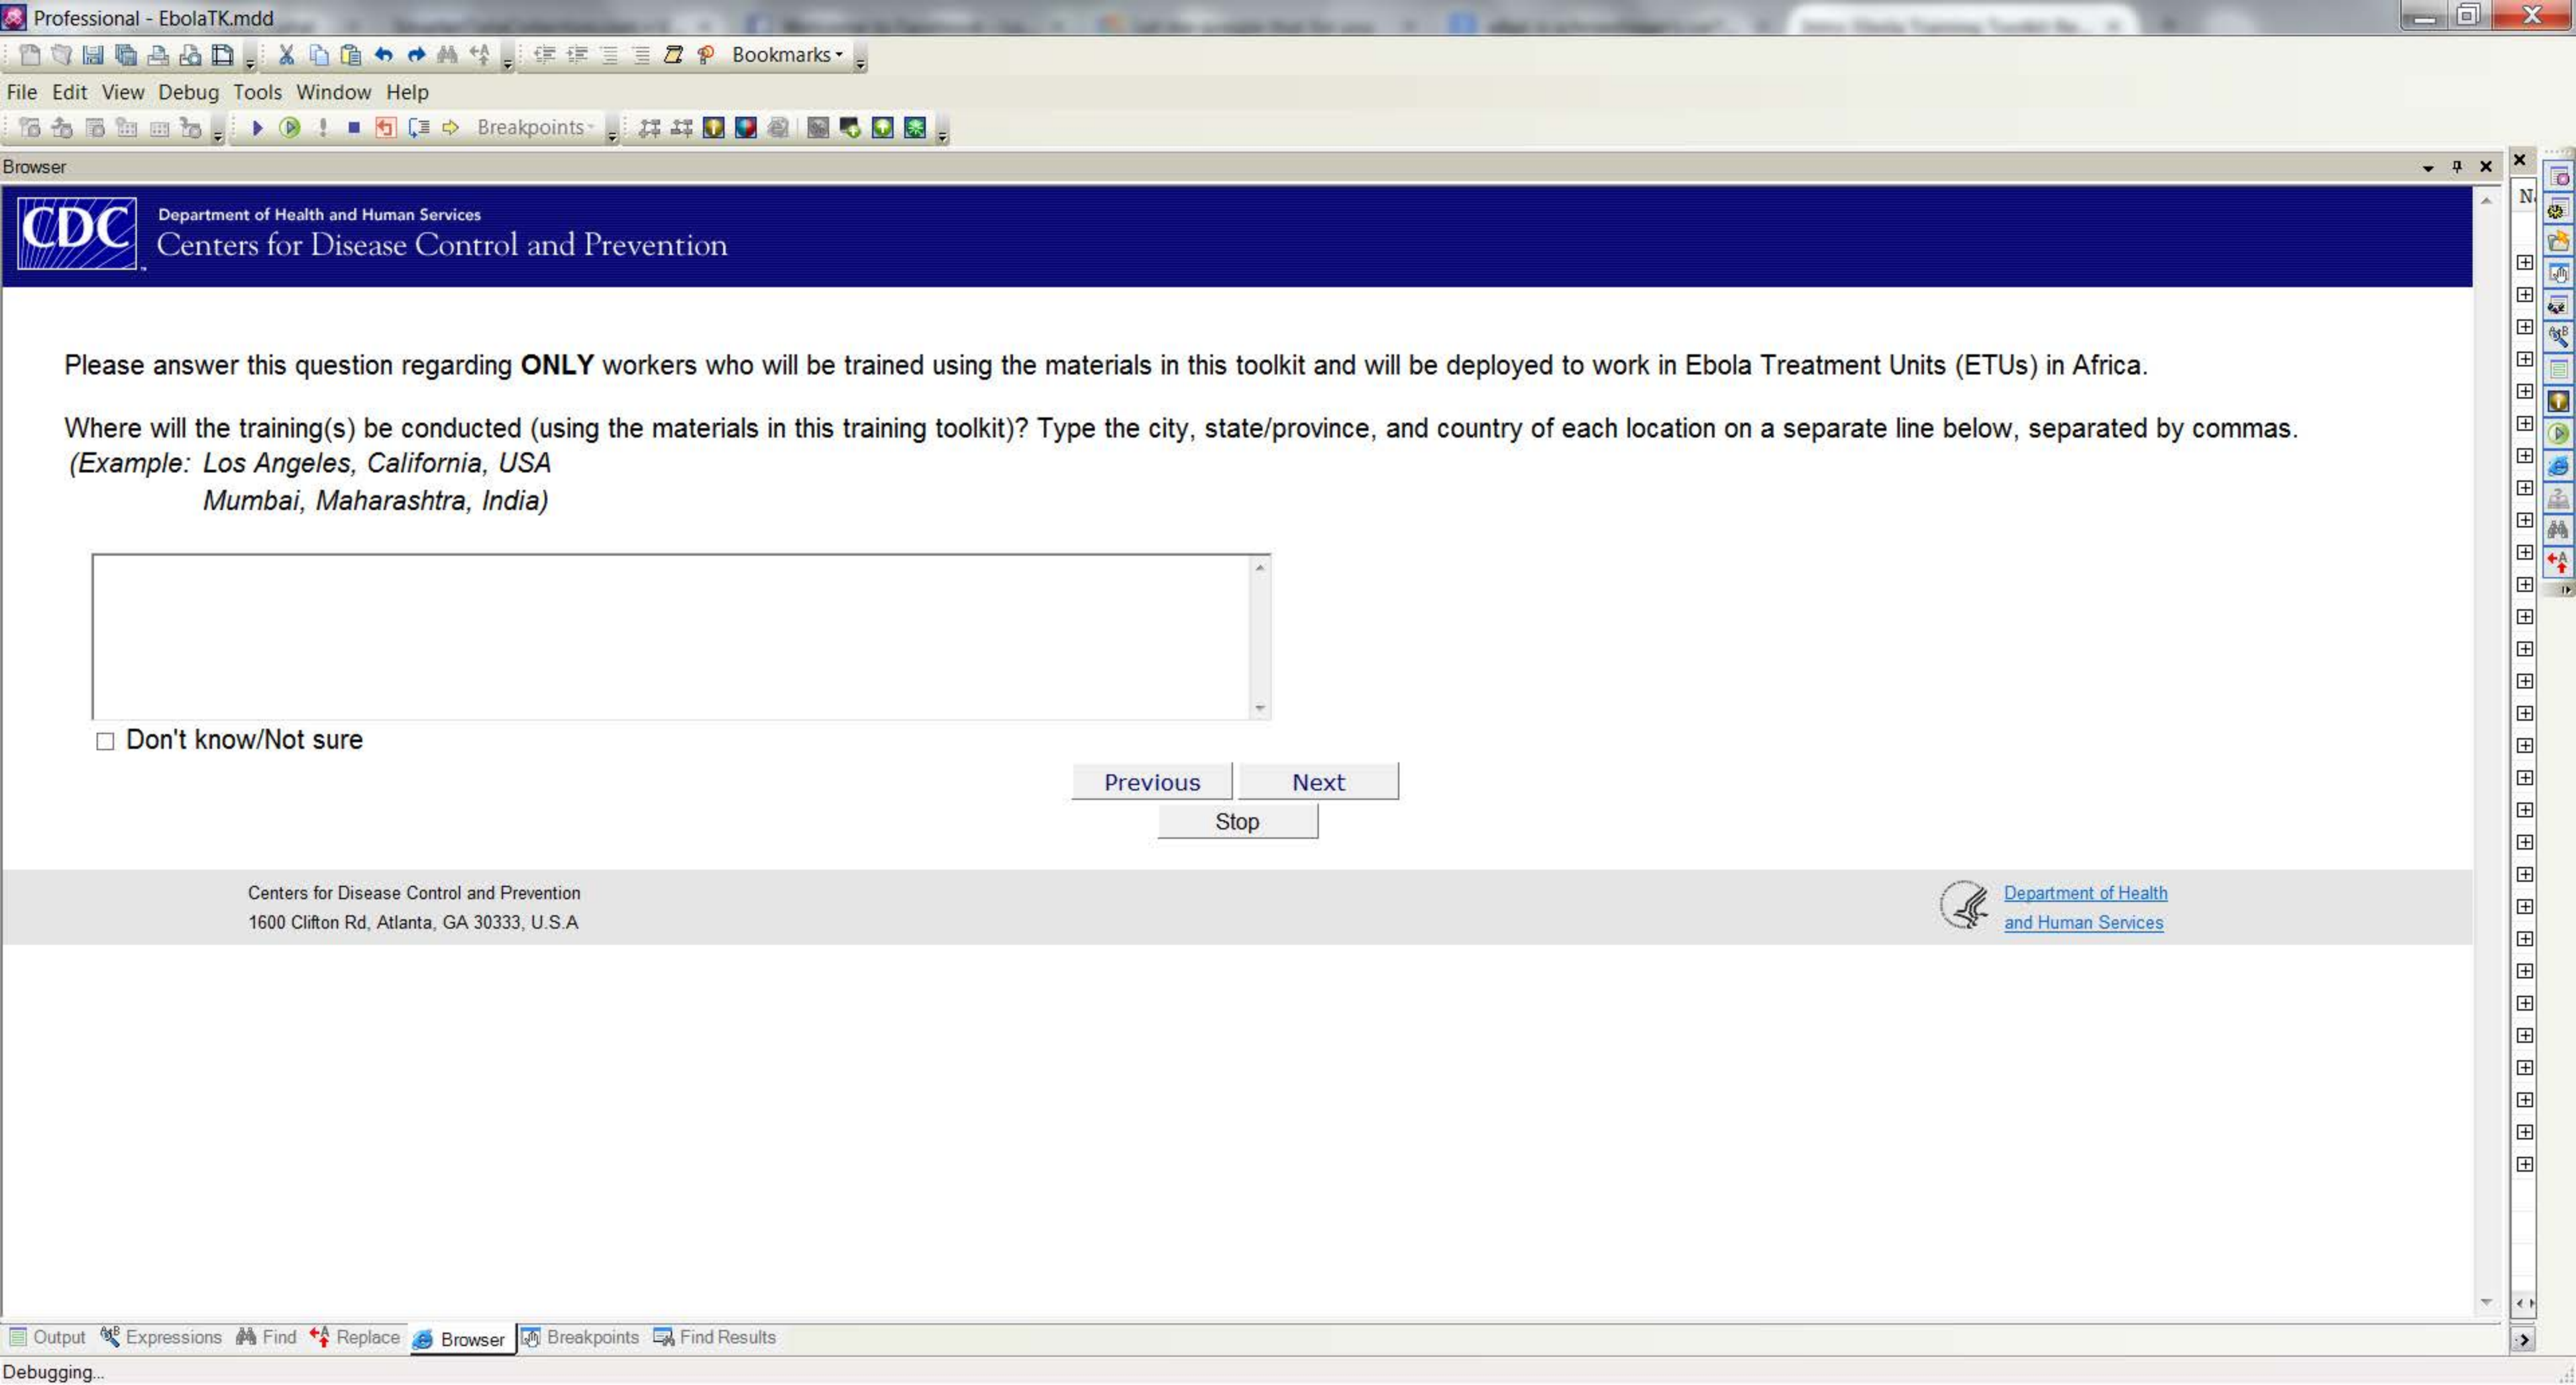 Professional - EbolaTK.mdd
Bookmarks
File Edit View Debug Tools Window Help
Breakpoints
Browser
CDC
Department of Health and Human Services
Centers for Disease Control and Prevention
Please answer this question regarding ONLY workers who will be trained using the materials in this toolkit and will be deployed to work in Ebola Treatment Units (ETUs) in Africa.
Where will the training(s) be conducted (using the materials in this training toolkit)? Type the city, state/province, and country of each location on a separate line below, separated by commas.
(Example: Los Angeles, California, USA
Mumbai, Maharashtra, India)
Don't know/Not sure
Previous Next
Stop
Centers for Disease Control and Prevention
1600 Clifton Rd, Atlanta, GA 30333, U.S.A
Department of Health
and Human Services
Output Expressions Find Replace Browser Breakpoints Find Results
Debugging...